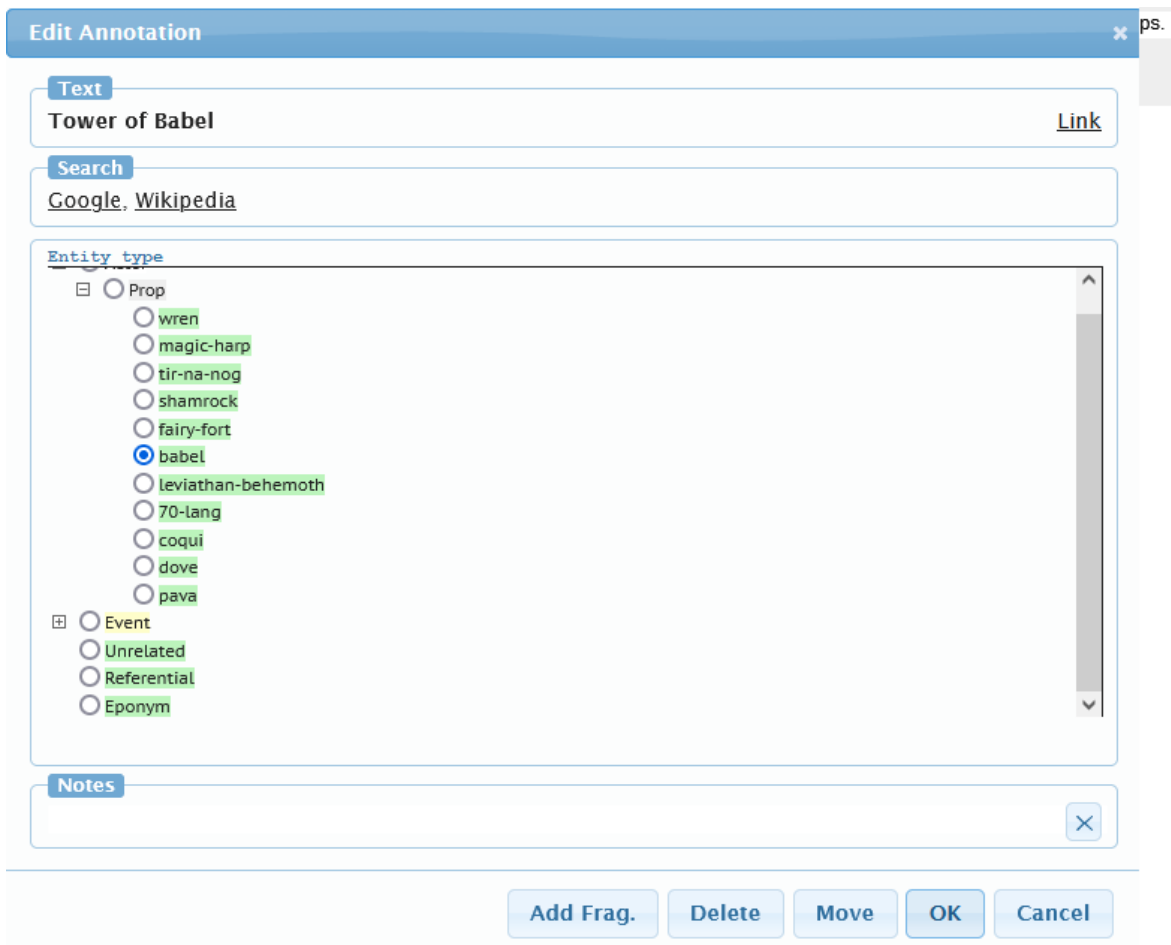 Edit Annotation
ps.
Text
Tower of Babel Link
Search
Google, Wikipedia
Entity type
Prop
wren
magic-harp
tir-na-nog
shamrock
fairy-fort
babel
leviathan-behemoth
70-lang
coqui
dove
pava
Event
Unrelated
Referential
Eponym
Notes
Add Frag. Delete Move OK Cancel